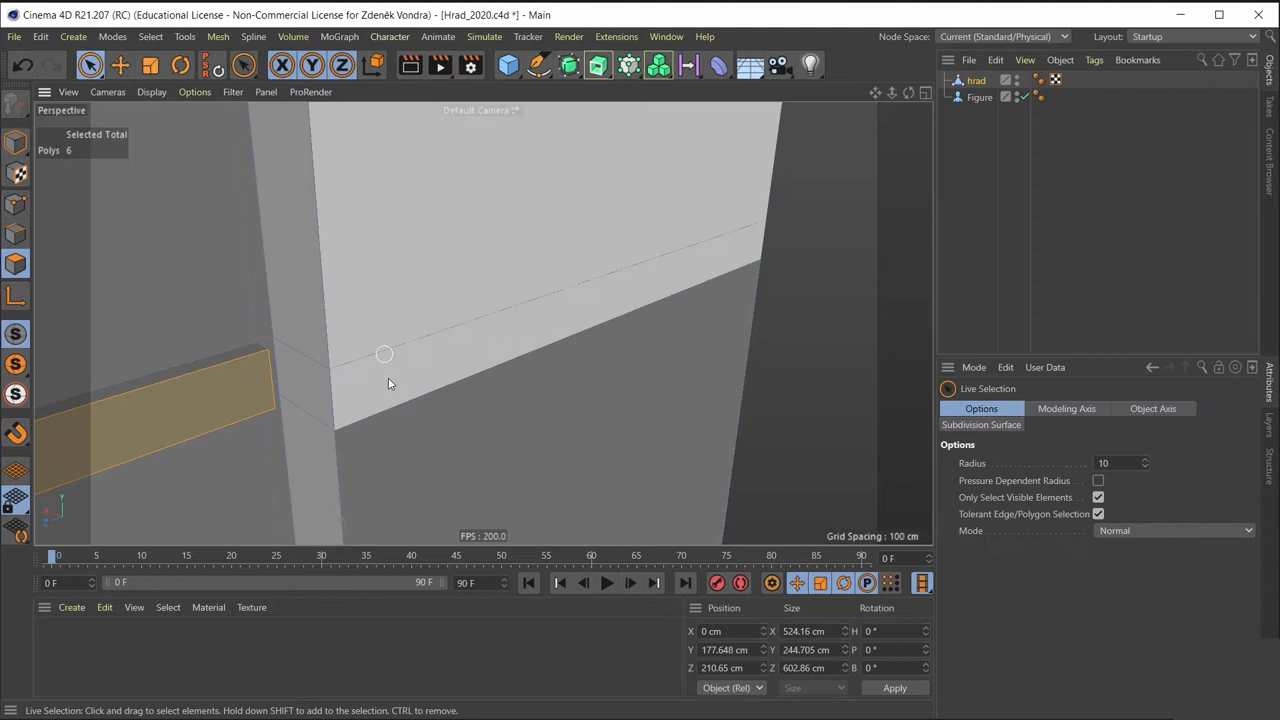 Cinema 4D R21.207 (RC) (Educational License - Non-Commercial License for Zdeněk Vondra) - [Hrad_2020.c4d *] - Main
File Edit Create Modes Select Tools Mesh Spline Volume MoGraph Character Animate Simulate Tracker Render Extensions Window Help Node Space: Current (Standard/Physical) Layout: Startup
X Y Z File Edit View Object Tags Bookmarks
PSR
hrad
Figure
View Cameras Display Options Filter Panel ProRender
Perspective Default Camera
Selected Total
Polys 6
Objects
Takes
Content Browser
S
S
Y
X
Z
FPS : 200.0 Grid Spacing : 100 cm
Mode Edit User Data
Live Selection
Options Modeling Axis Object Axis
Subdivision Surface
Options
Radius 10
Pressure Dependent Radius
Only Select Visible Elements
Tolerant Edge/Polygon Selection
Mode Normal
Attributes
Layers
Structure
0 5 10 15 20 25 30 35 40 45 50 55 60 65 70 75 80 85 90 0 F
0 F 0 F 90 F 90 F P
Create Edit View Select Material Texture
Position Size Rotation
X 0 cm X 524.16 cm H 0 °
Y 177.648 cm Y 244.705 cm P 0 °
Z 210.65 cm Z 602.86 cm B 0 °
Object (Rel) Size Apply
Live Selection: Click and drag to select elements. Hold down SHIFT to add to the selection, CTRL to remove.